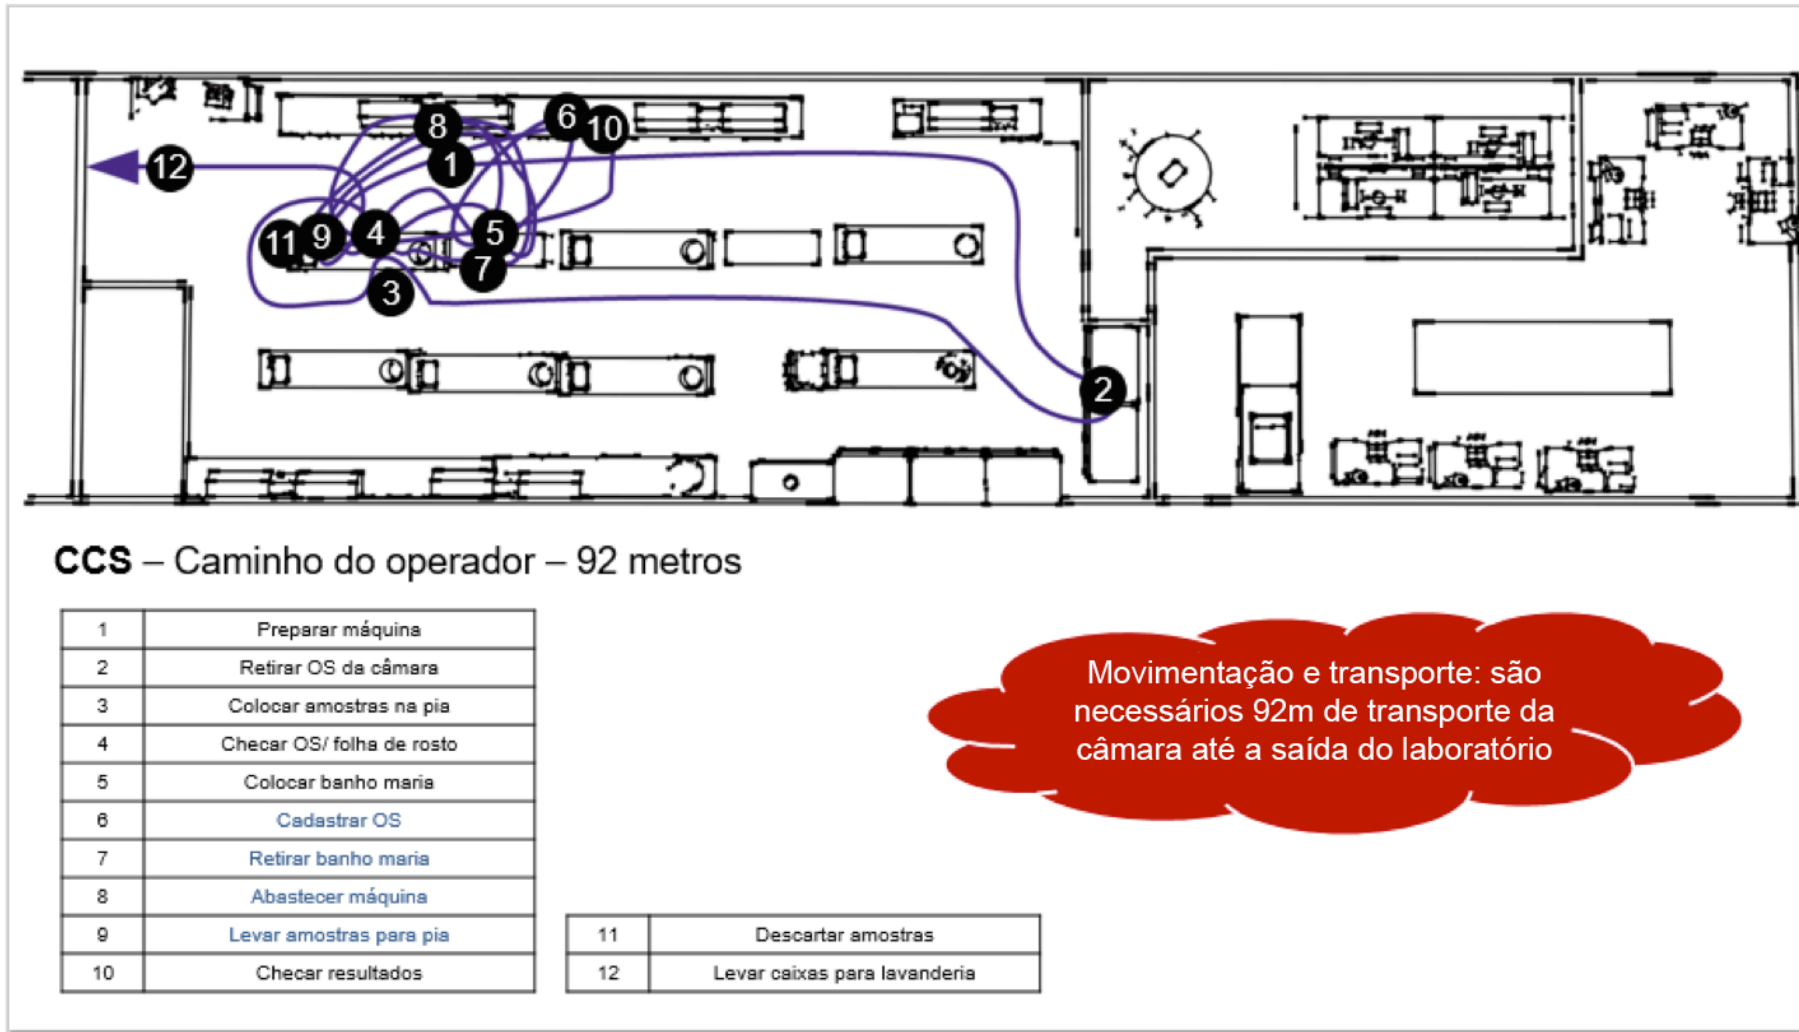 8
6
10
1
12
11
9
4
5
7
3
2
CCS – Caminho do operador – 92 metros
1 Preparar máquina
2 Retirar OS da câmara
3 Colocar amostras na pia
4 Checar OS/ folha de rosto
5 Colocar banho maria
6 Cadastrar OS
7 Retirar banho maria
8 Abastecer máquina
9 Levar amostras para pia
10 Checar resultados
11 Descartar amostras
12 Levar caixas para lavanderia
Movimentação e transporte: são
necessários 92m de transporte da
câmara até a saída do laboratório